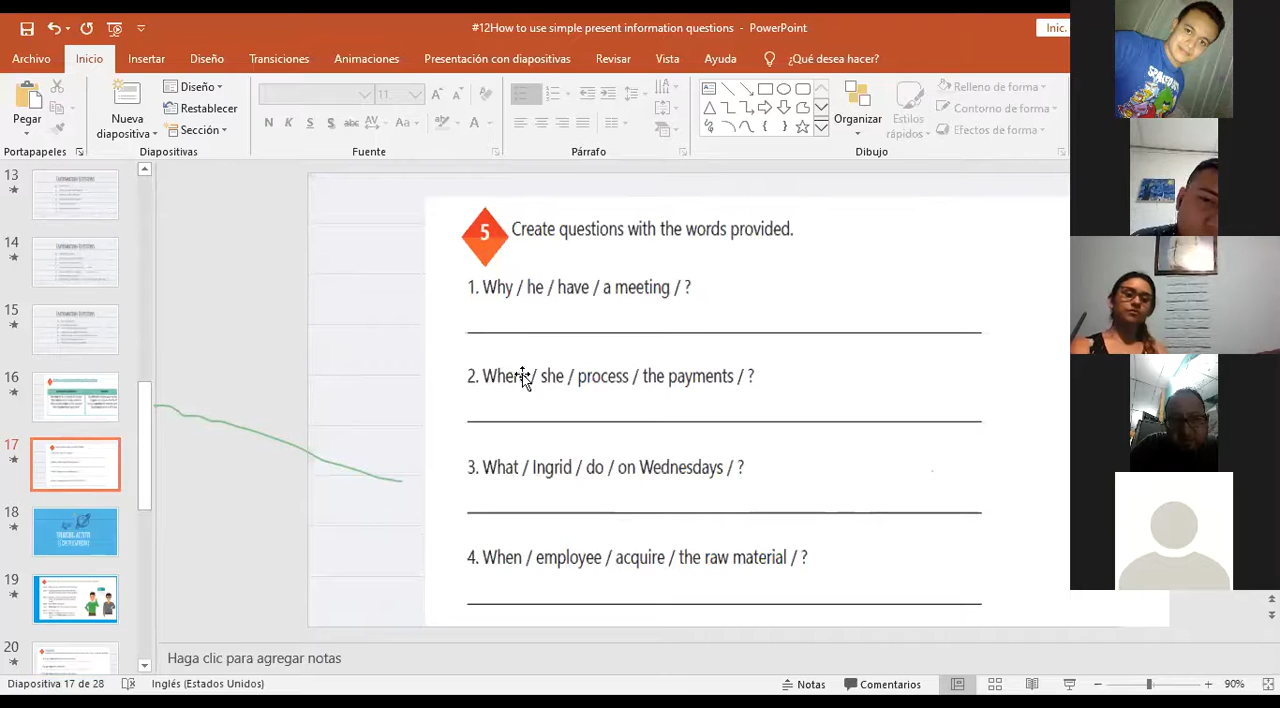 #12How to use simple present information questions - PowerPoint
Inic.
Archivo Inicio Insertar Diseño Transiciones Animaciones Presentación con diapositivas Revisar Vista Ayuda ¿Qué desea hacer?
Pegar
Nueva diapositiva
Diseño
Restablecer
Sección
11
N K S S abc AV Aa A
Organizar
Estilos rápidos
Relleno de forma
Contorno de forma
Efectos de forma
Portapapeles Diapositivas Fuente Párrafo Dibujo
13
14
15
16
17
18
19
20
5 Create questions with the words provided.
1. Why / he / have / a meeting / ?
2. Where / she / process / the payments / ?
3. What / Ingrid / do / on Wednesdays / ?
4. When / employee / acquire / the raw material / ?
Haga clic para agregar notas
Diapositiva 17 de 28 Inglés (Estados Unidos) Notas Comentarios 90%